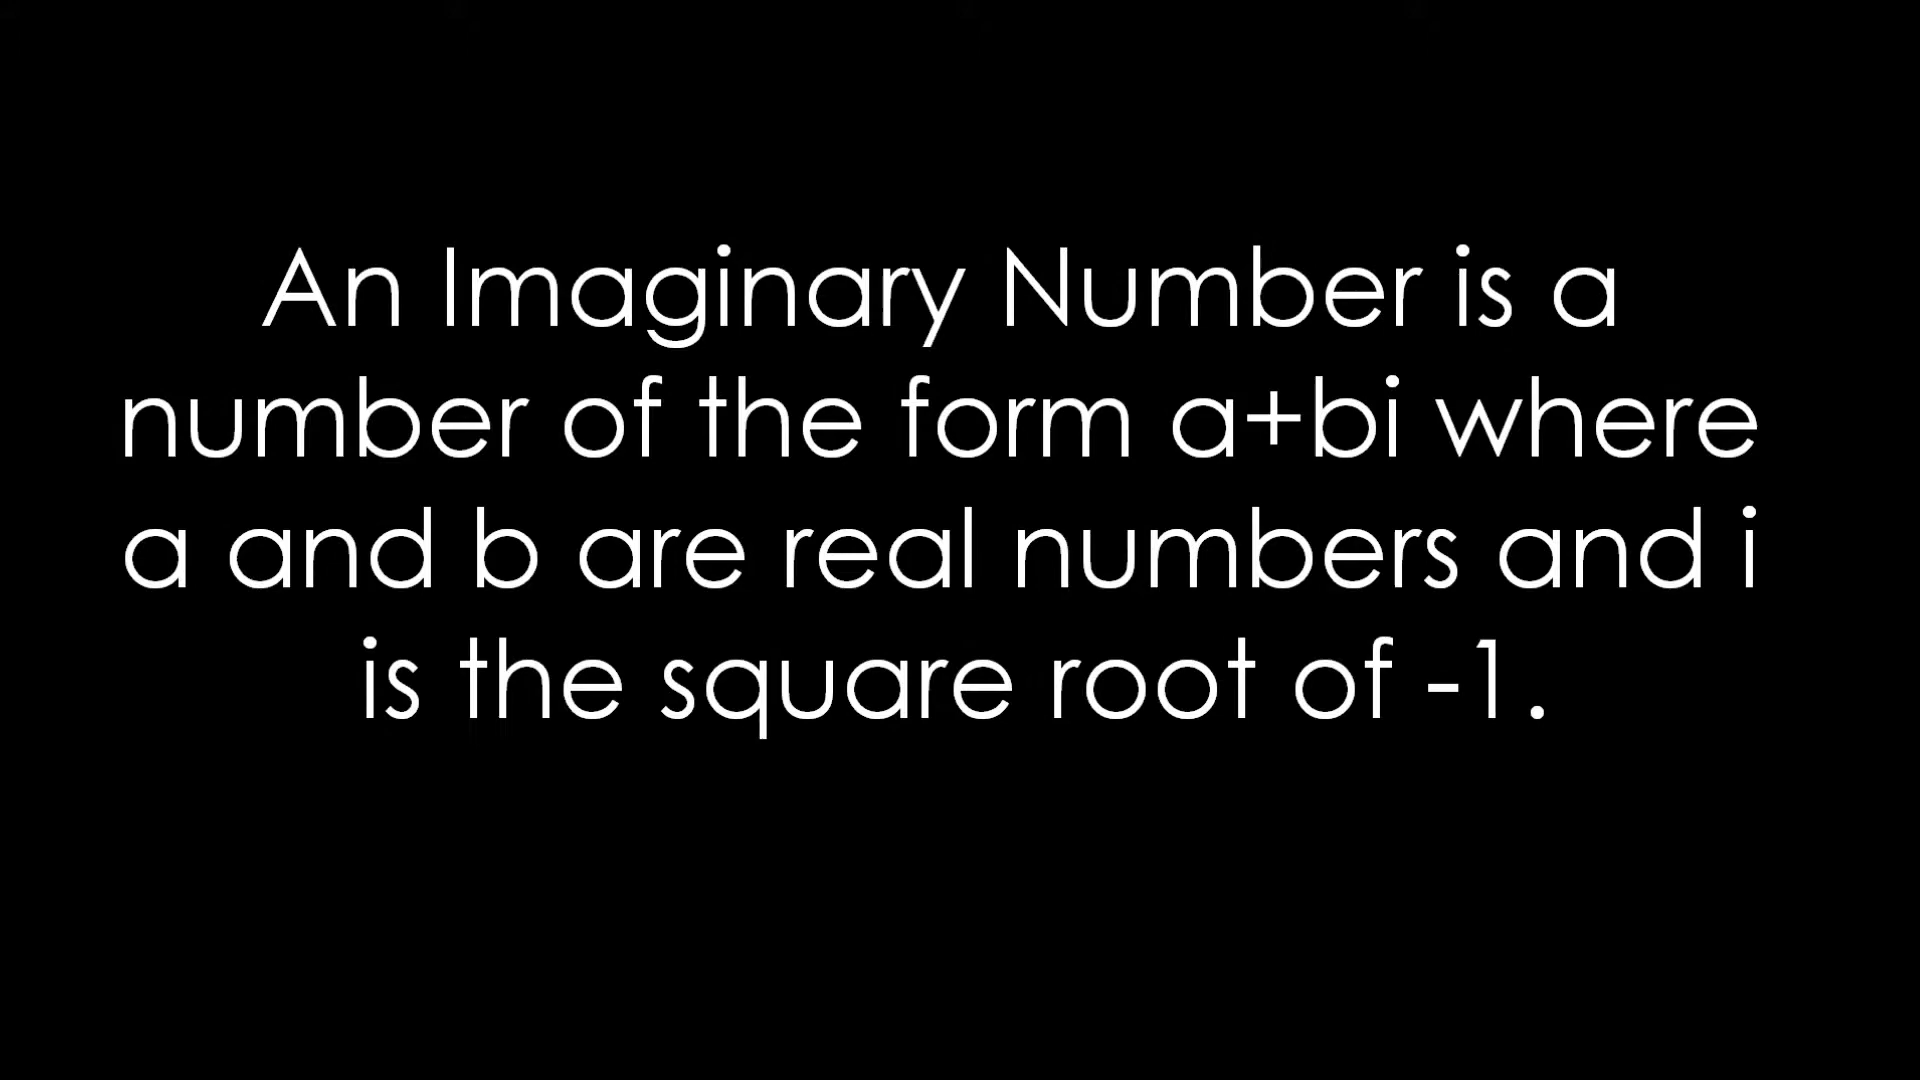 An Imaginary Number is a
number of the form a+bi where
a and b are real numbers and i
is the square root of -1.